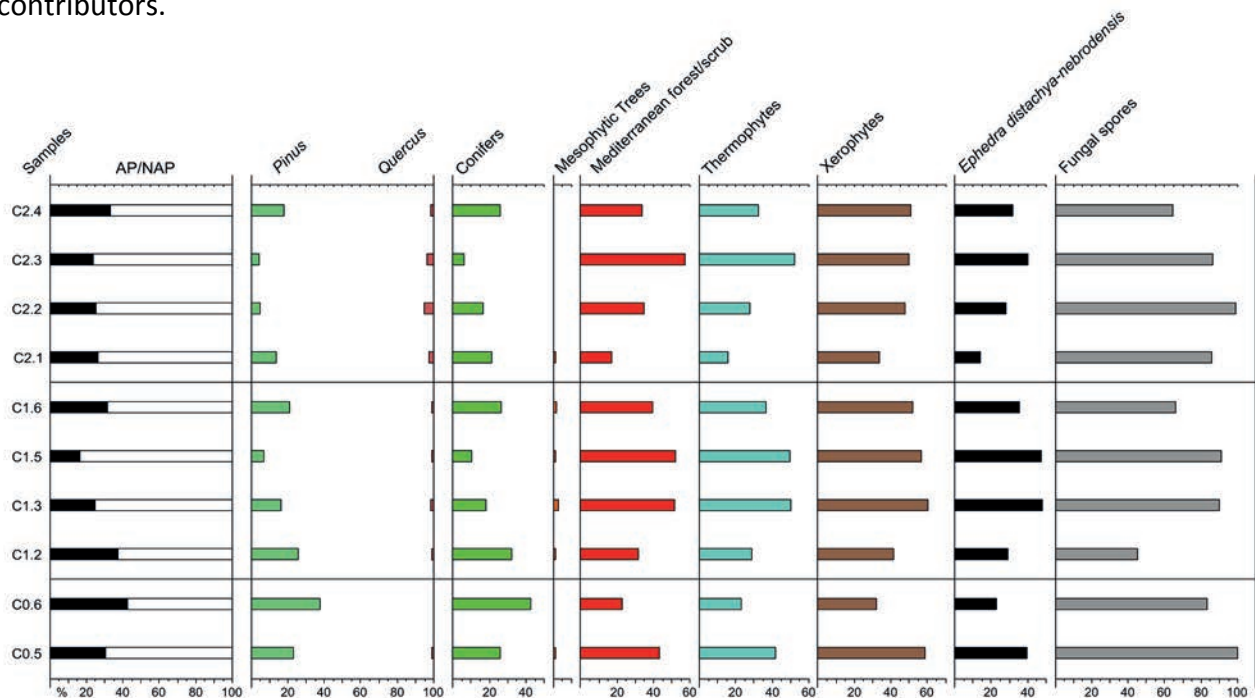 contributors.
Samples
AP/NAP
Pinus
Quercus
Conifers
Mesophytic Trees
Mediterranean forest/scrub
Thermophytes
Xerophytes
Ephedra distachya-nebrodensis
Fungal spores
C2.4
C2.3
C2.2
C2.1
C1.6
C1.5
C1.3
C1.2
C0.6
C0.5
% 20 40 60 80 100 20 40 60 80 100 20 40 20 40 60 20 40 60 20 40 60 20 40 20 40 60 80 100